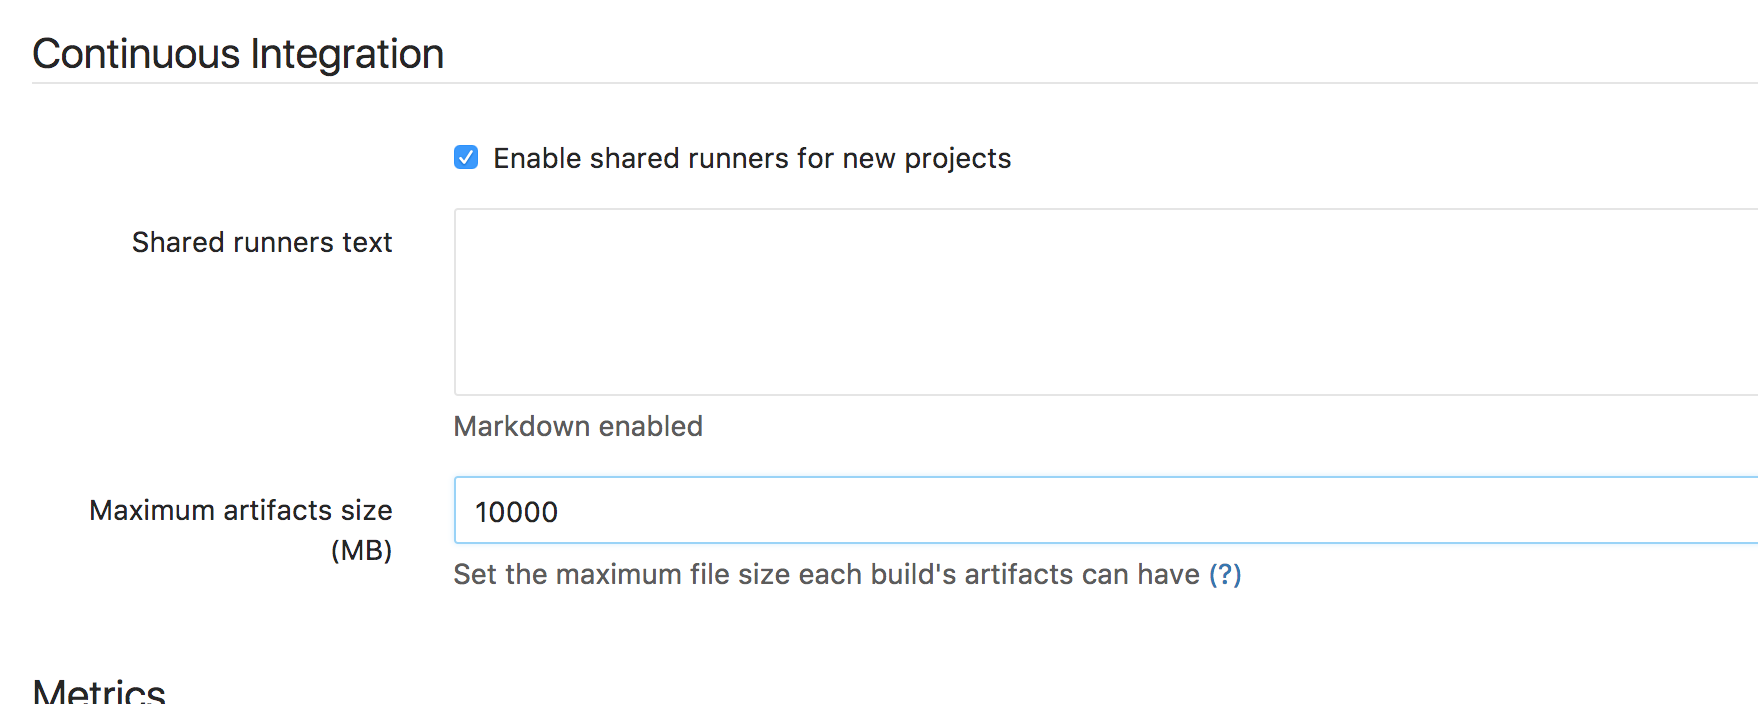 Continuous Integration
Enable shared runners for new projects
Shared runners text
Markdown enabled
Maximum artifacts size
(MB)
10000
Set the maximum file size each build's artifacts can have (?)
Metrics